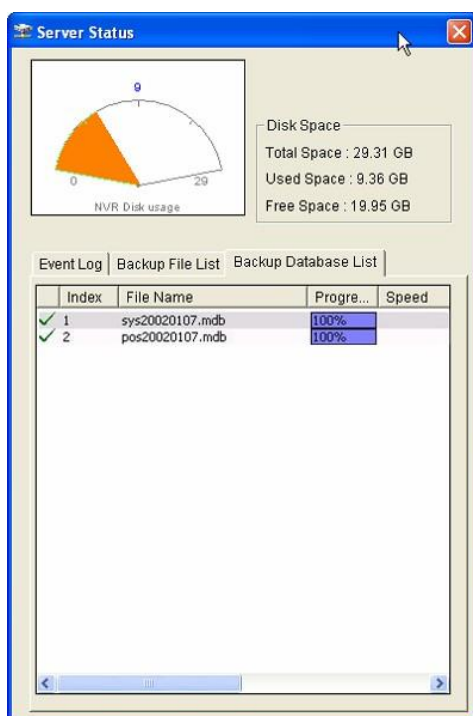 Server Status
9
0
29
NVR Disk usage
Disk Space
Total Space : 29.31 GB
Used Space : 9.36 GB
Free Space : 19.95 GB
Event Log
Backup File List
Backup Database List
Index File Name Progre... Speed
1 sys20020107.mdb 100%
2 pos20020107.mdb 100%